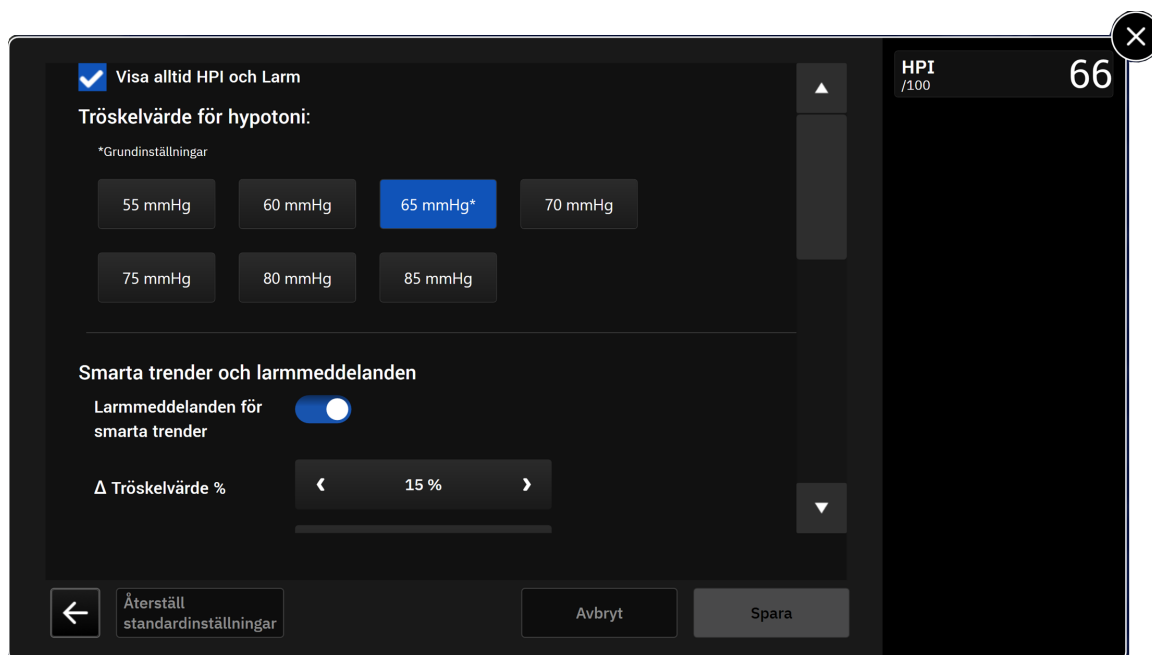 Visa alltid HPI och Larm
Tröskelvärde för hypotoni:
*Grundinställningar
55 mmHg
60 mmHg
65 mmHg*
70 mmHg
75 mmHg
80 mmHg
85 mmHg
Smarta trender och larmmeddelanden
Larmmeddelanden för
smarta trender
Δ Tröskelvärde %
15 %
Återställ
standardinställningar
Avbryt
Spara
HPI
/100
66